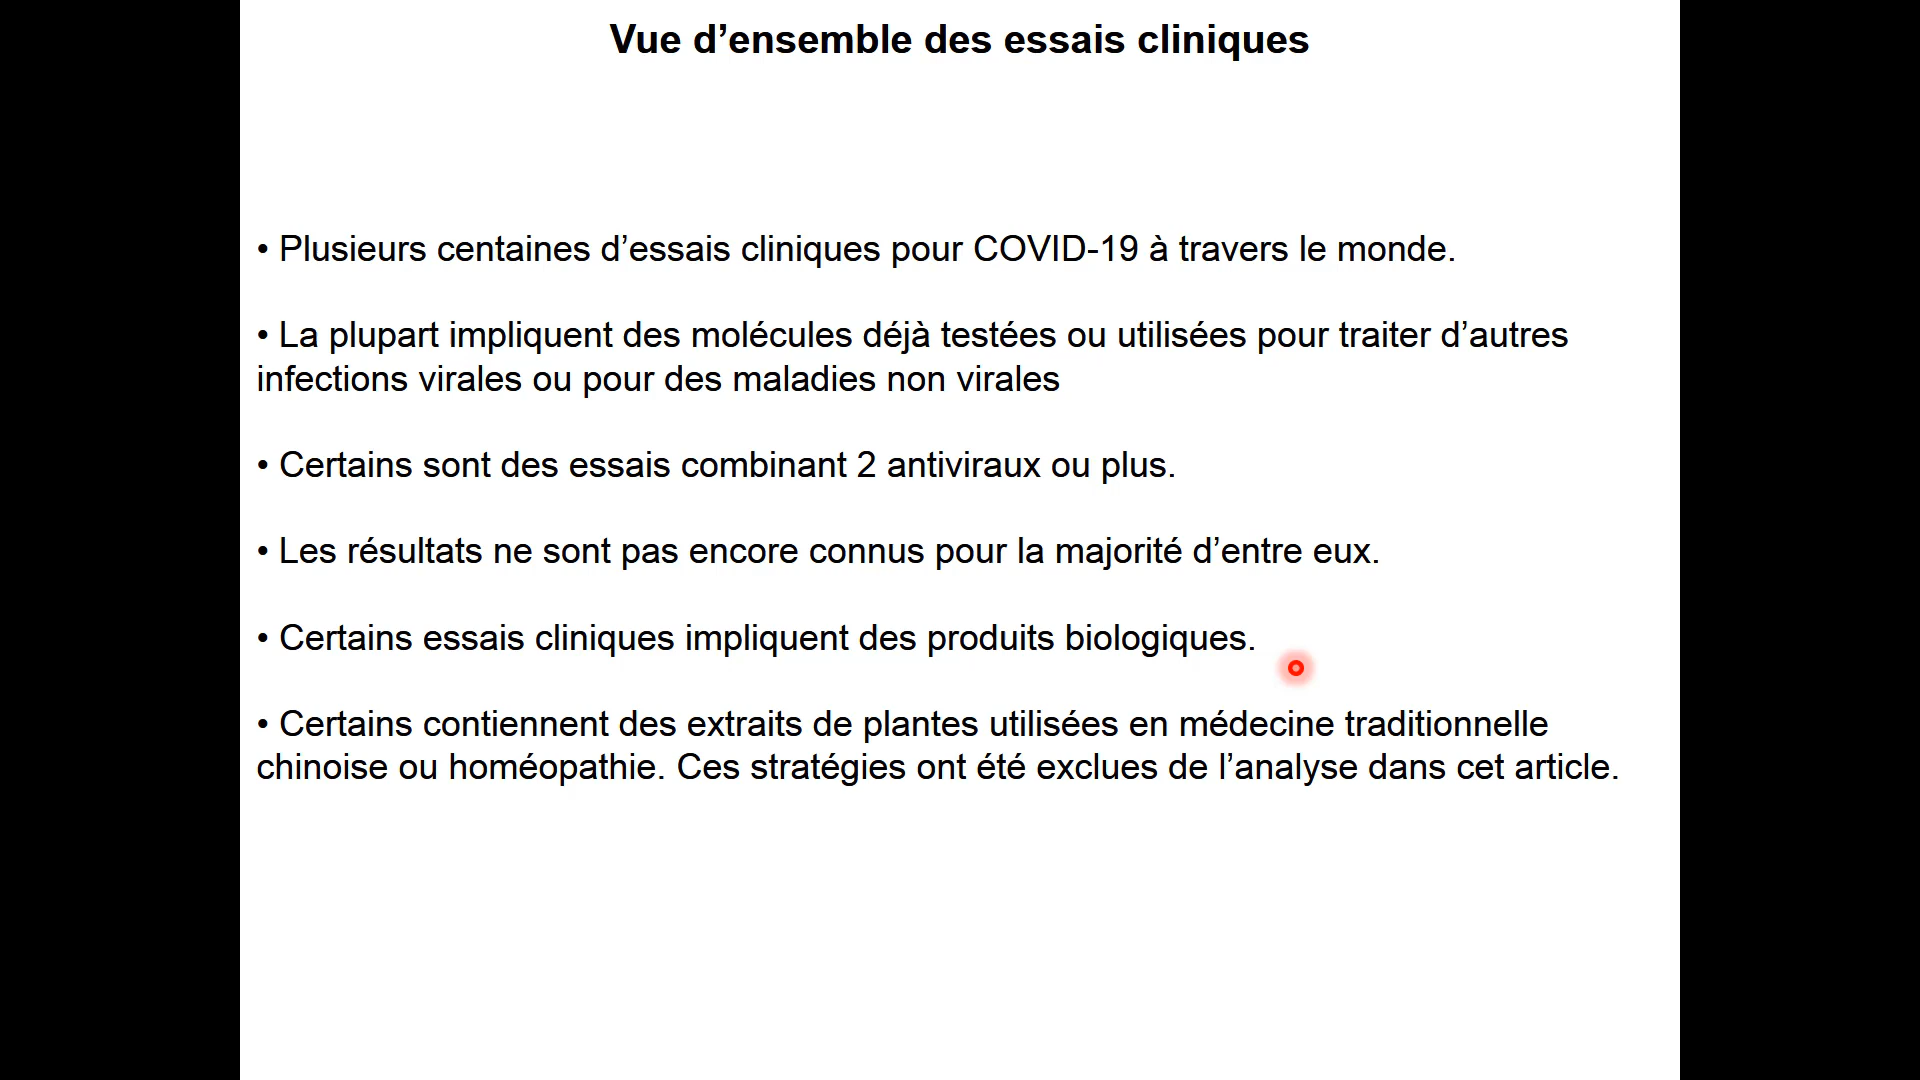 Vue d’ensemble des essais cliniques
• Plusieurs centaines d’essais cliniques pour COVID-19 à travers le monde.
• La plupart impliquent des molécules déjà testées ou utilisées pour traiter d’autres
infections virales ou pour des maladies non virales
• Certains sont des essais combinant 2 antiviraux ou plus.
• Les résultats ne sont pas encore connus pour la majorité d’entre eux.
• Certains essais cliniques impliquent des produits biologiques.
• Certains contiennent des extraits de plantes utilisées en médecine traditionnelle
chinoise ou homéopathie. Ces stratégies ont été exclues de l’analyse dans cet article.